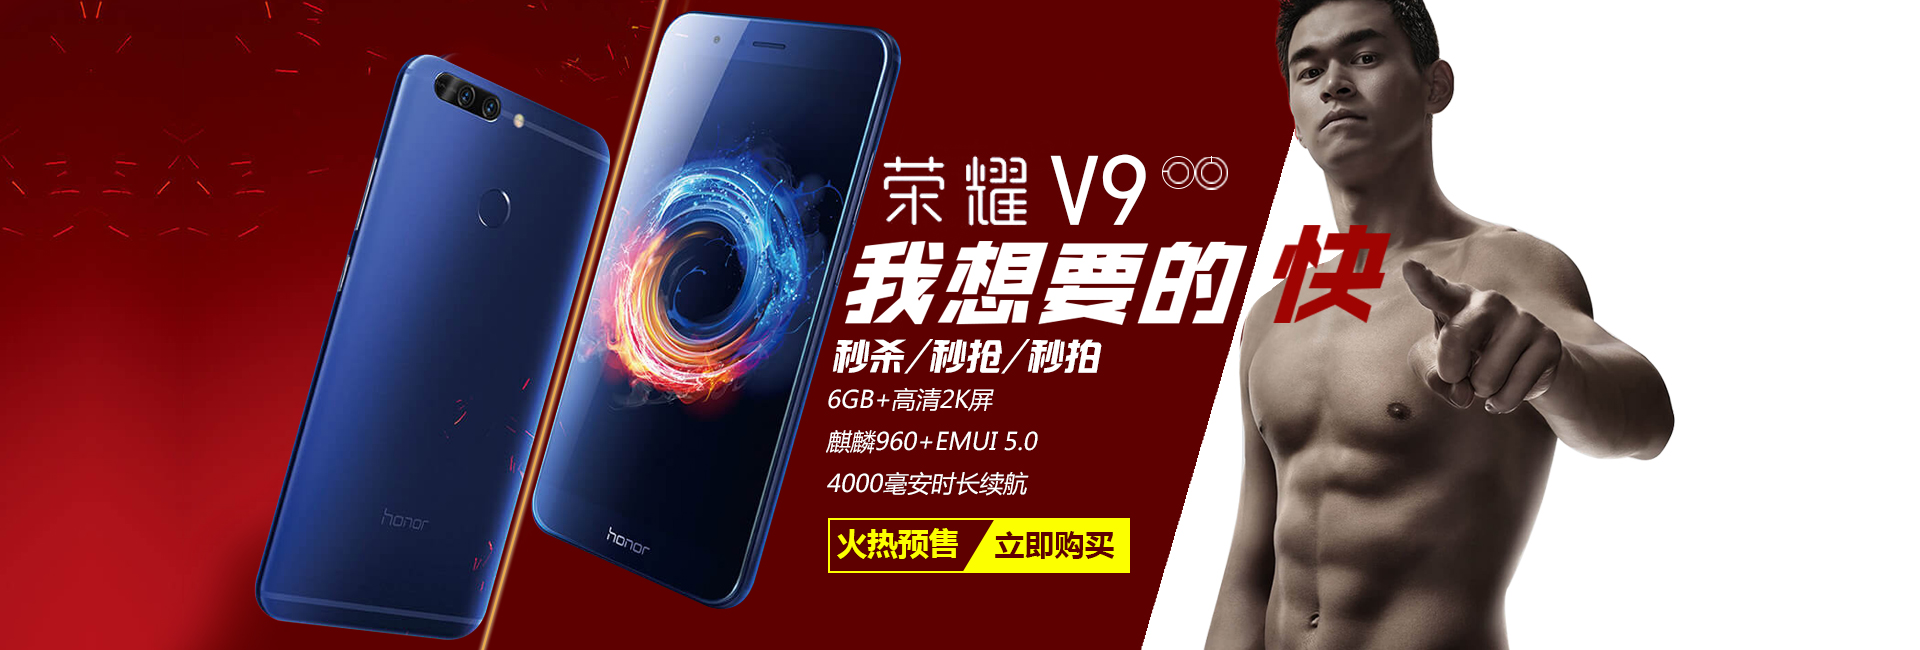 honor
honor
荣耀 V9
我想要的 快
秒杀/秒抢/秒拍
6GB+高清2K屏
麒麟960+EMUI 5.0
4000毫安时长续航
火热预售 立即购买